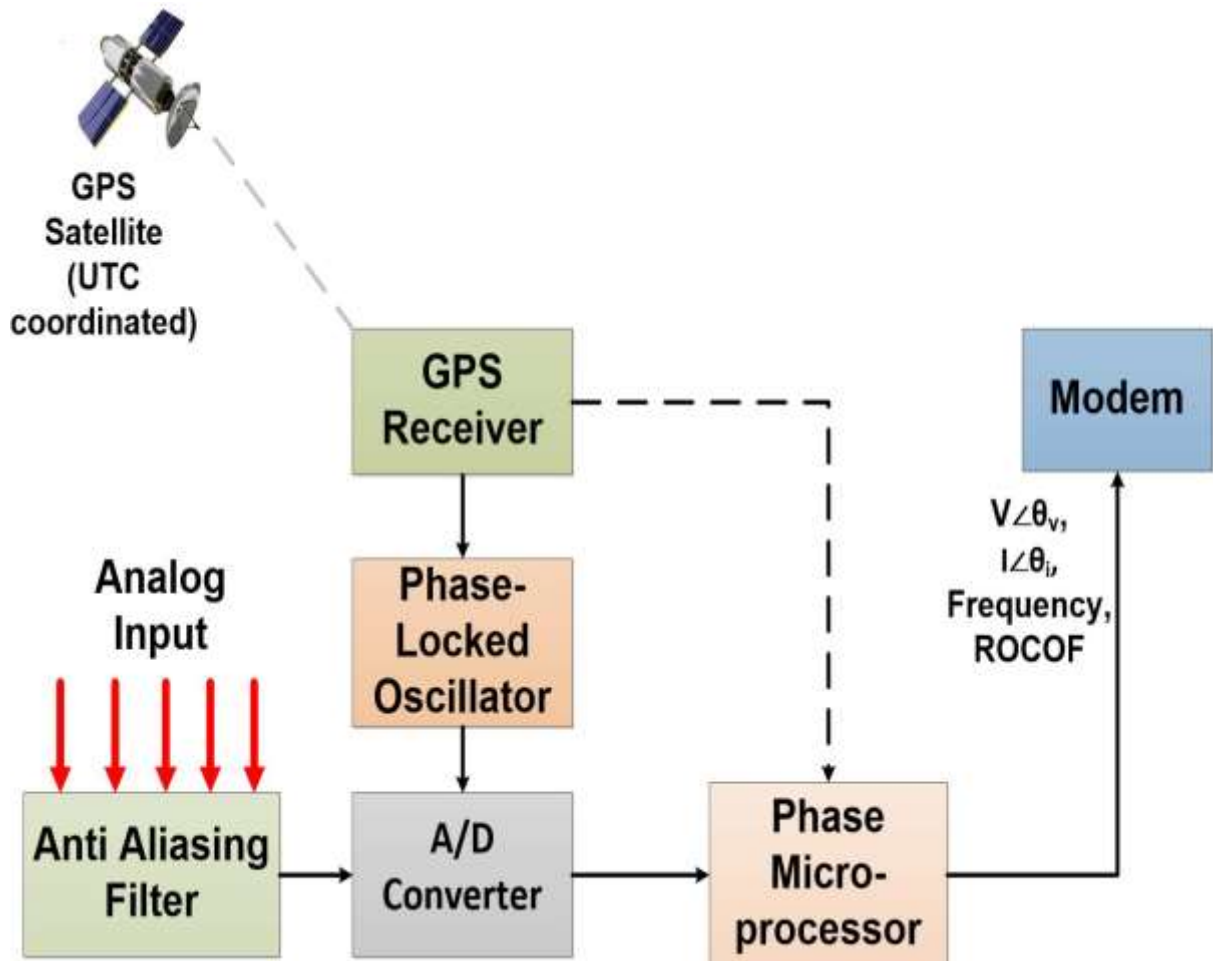 GPS
Satellite
(UTC
coordinated)
GPS
Receiver
Modem
V∠θv,
I∠θi,
Frequency,
ROCOF
Analog
Input
Phase-
Locked
Oscillator
Anti Aliasing
Filter
A/D
Converter
Phase
Micro-
processor